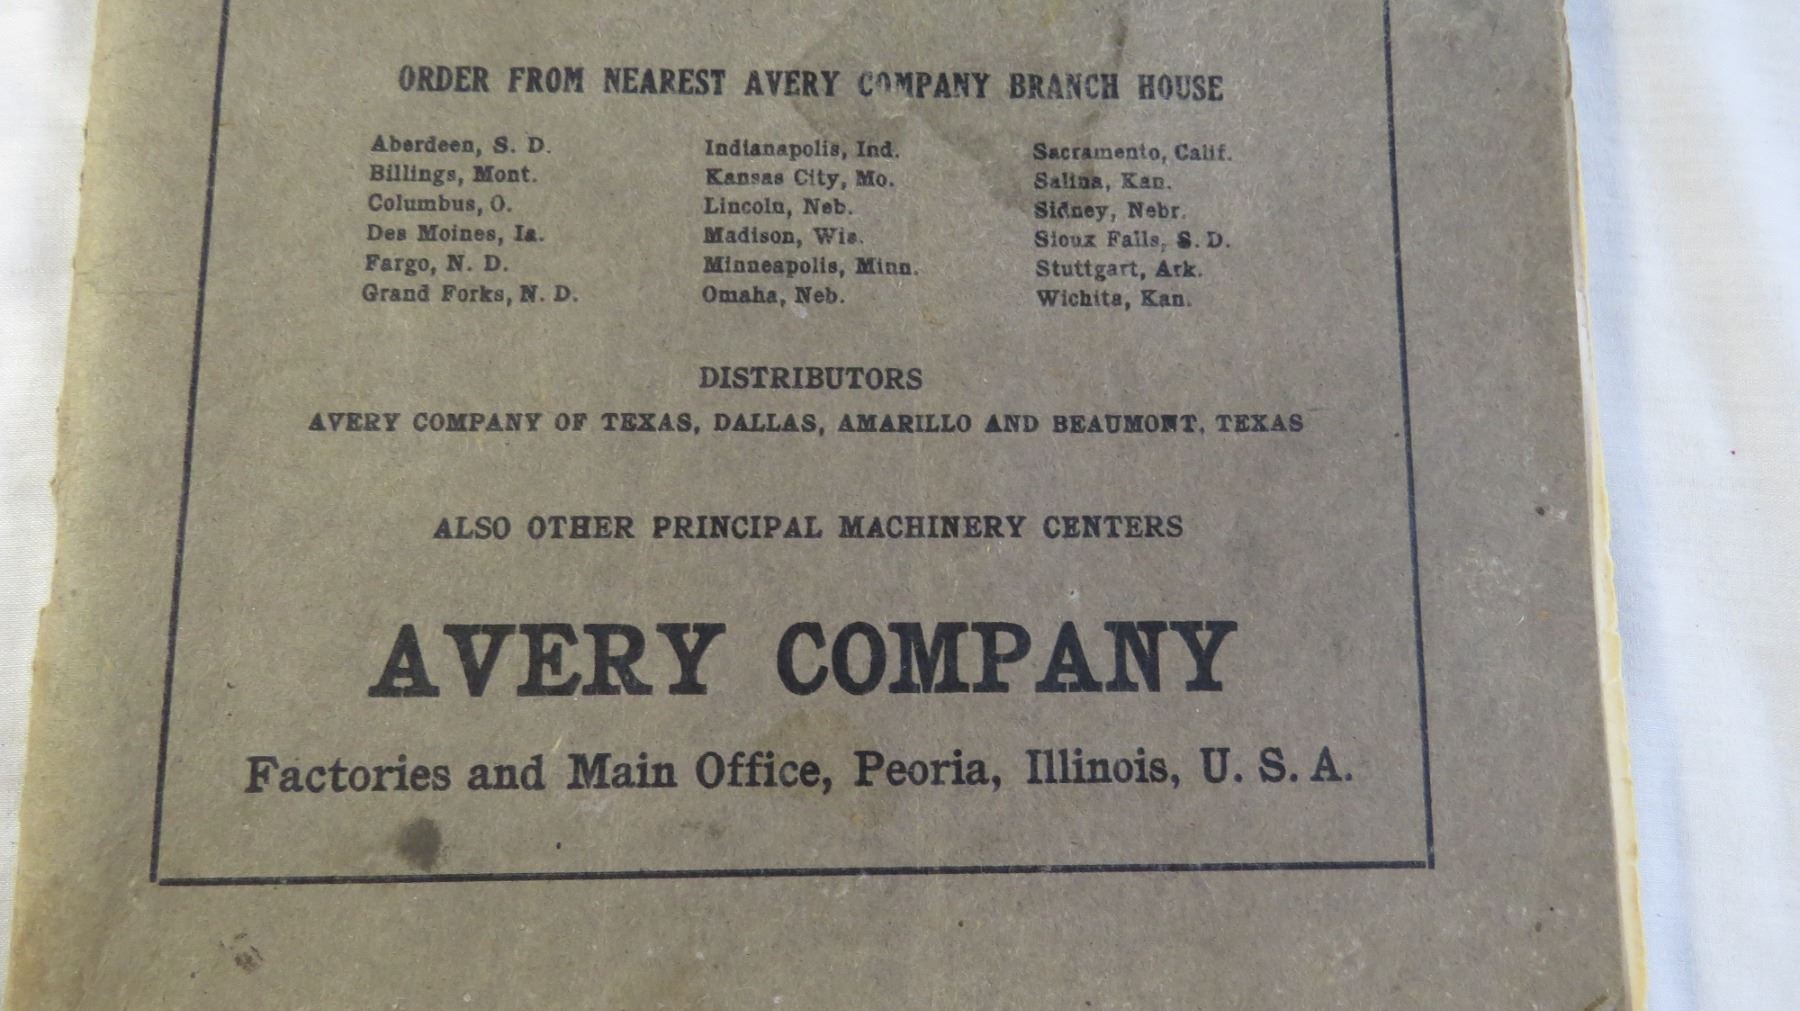 ORDER FROM NEAREST AVERY COMPANY BRANCH HOUSE
Aberdeen, S. D.
Billings, Mont.
Columbus, O.
Des Moines, Ia.
Fargo, N. D.
Grand Forks, N. D.
Indianapolis, Ind.
Kansas City, Mo.
Lincoln, Neb.
Madison, Wis.
Minneapolis, Minn.
Omaha, Neb.
Sacramento, Calif.
Salina, Kan.
Sidney, Nebr.
Sioux Falls, S. D.
Stuttgart, Ark.
Wichita, Kan.
DISTRIBUTORS
AVERY COMPANY OF TEXAS, DALLAS, AMARILLO AND BEAUMONT, TEXAS
ALSO OTHER PRINCIPAL MACHINERY CENTERS
AVERY COMPANY
Factories and Main Office, Peoria, Illinois, U. S. A.